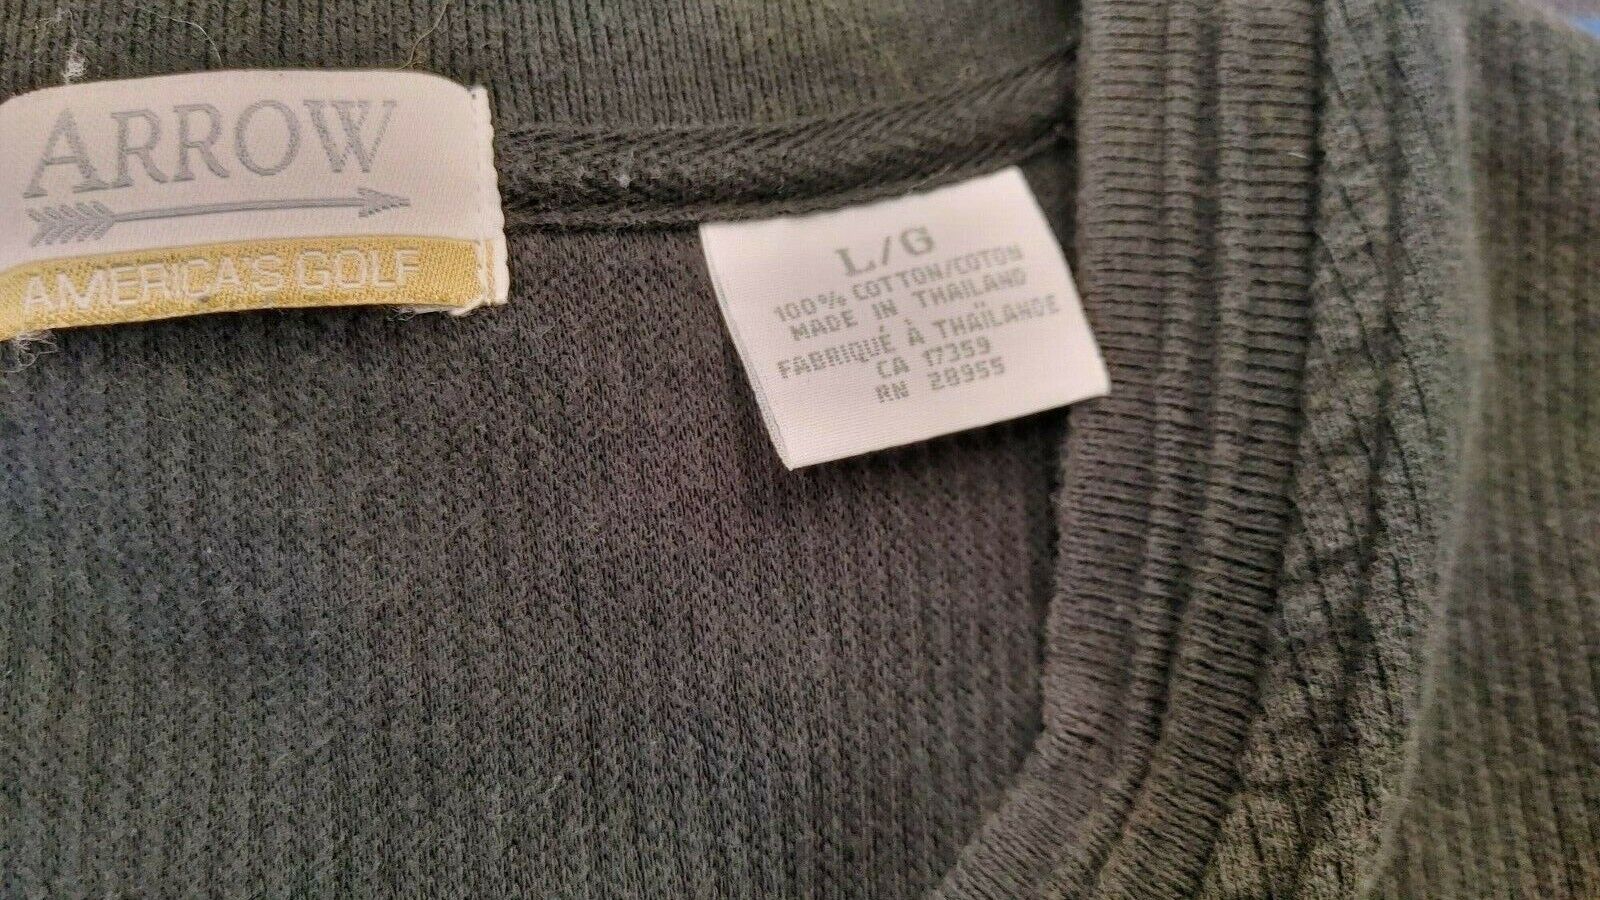 ARROW
AMERICA'S GOLF
L/G
100% COTTON/COTON
MADE IN THAILAND
FABRIQUÉ À THAÏLANDE
CA 17359
RN 28955